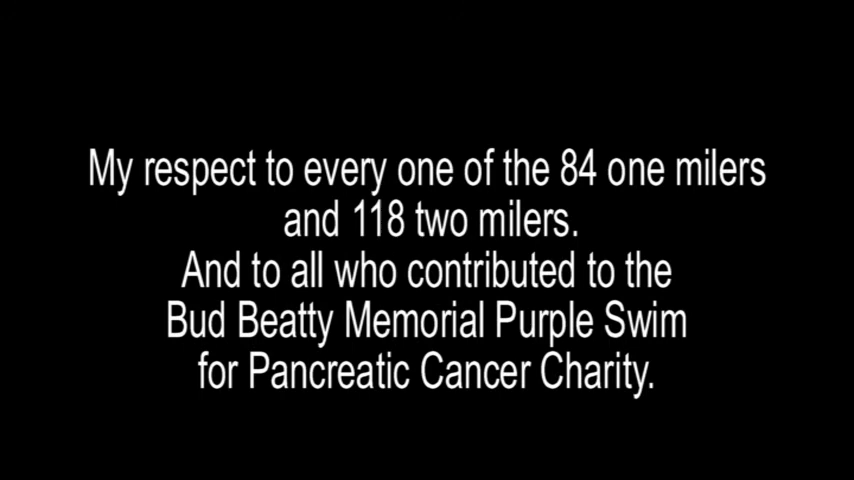 My respect to every one of the 84 one milers
and 118 two milers.
And to all who contributed to the
Bud Beatty Memorial Purple Swim
for Pancreatic Cancer Charity.